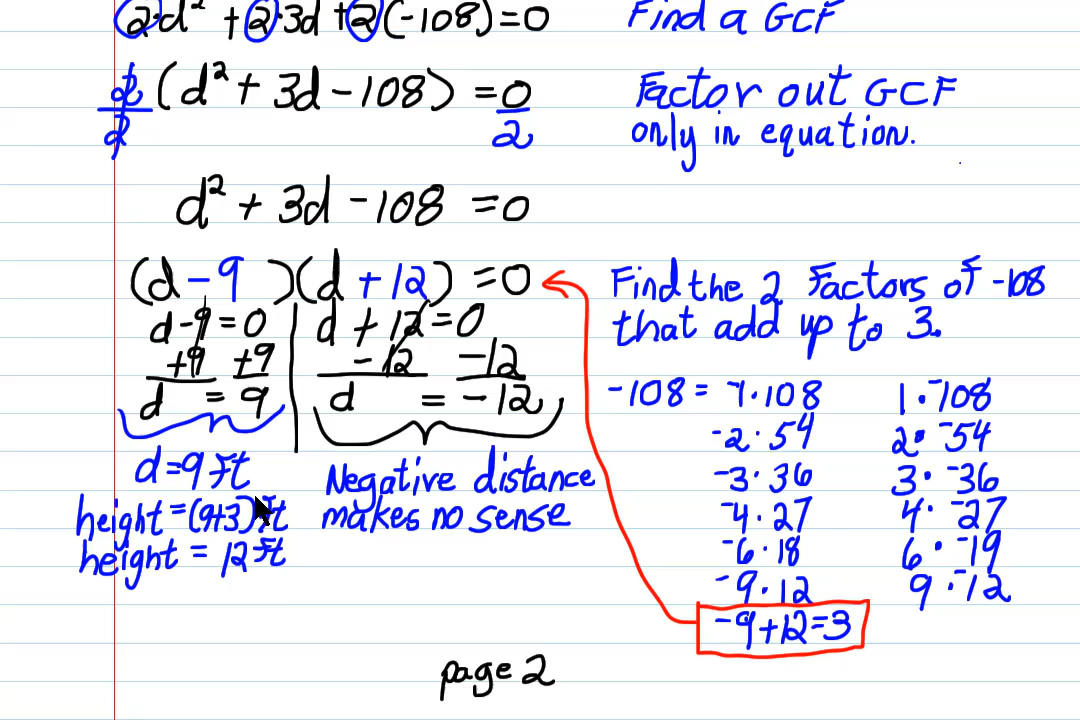 2·d² + 2·3d + 2(-108) = 0 Find a GCF
2(d² + 3d - 108) = 0 Factor out GCF
2 2 only in equation.
d² + 3d - 108 = 0
(d - 9)(d + 12) = 0 Find the 2 Factors of -108
d - 9 = 0 d + 12 = 0 that add up to 3.
+9 +9 -12 -12
d = 9 d = -12 -108 = -1·108 1·-108
-2·54 2·-54
d = 9 ft Negative distance -3·36 3·-36
height = (9+3) ft makes no sense -4·27 4·-27
height = 12 ft -6·18 6·-19
-9·12 9·-12
-9+12=3
page 2